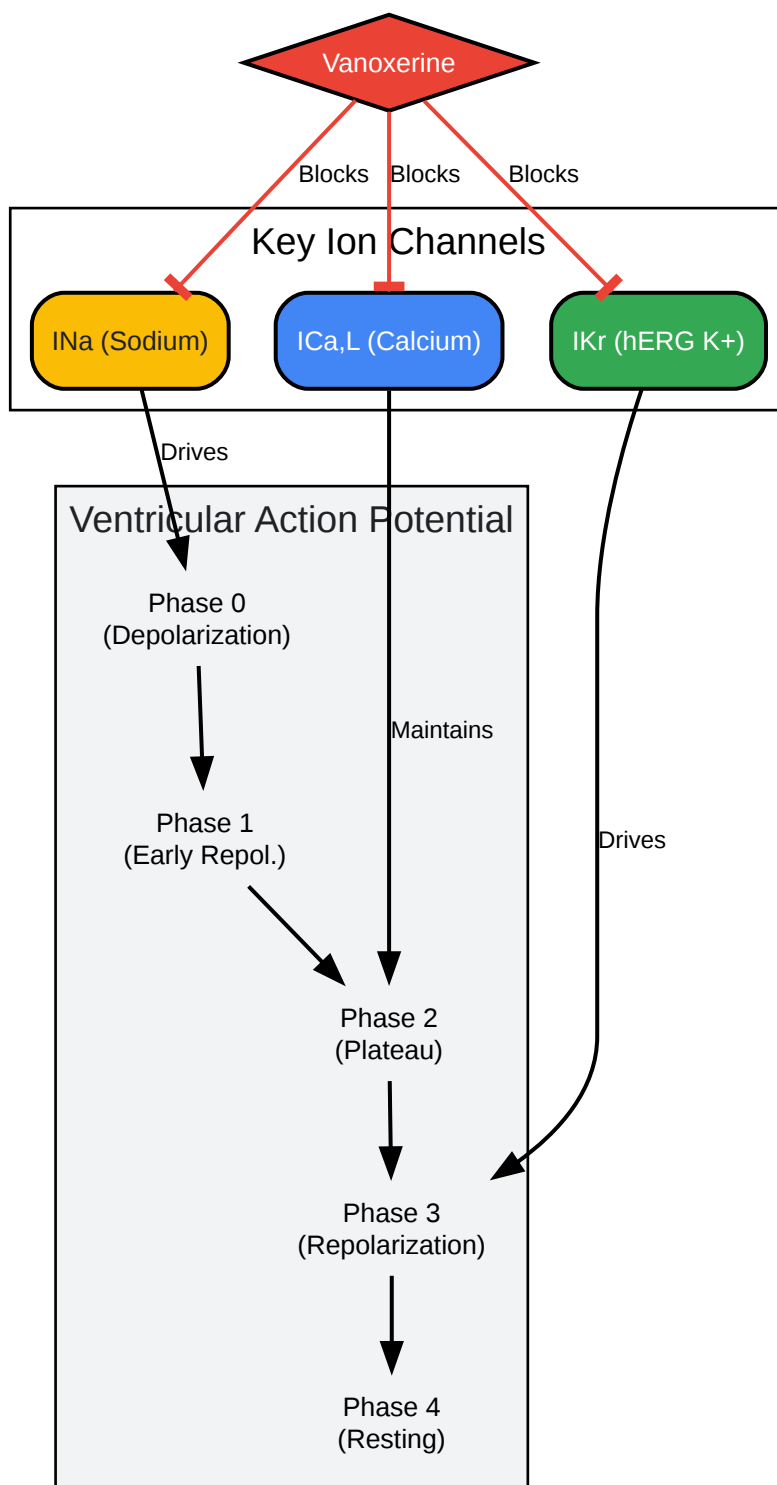 Vanoxerine
Blocks
Blocks
Blocks
Key Ion Channels
INa (Sodium)
ICa,L (Calcium)
IKr (hERG K+)
Drives
Ventricular Action Potential
Phase 0
(Depolarization)
Maintains
Phase 1
(Early Repol.)
Drives
Phase 2
(Plateau)
Phase 3
(Repolarization)
Phase 4
(Resting)